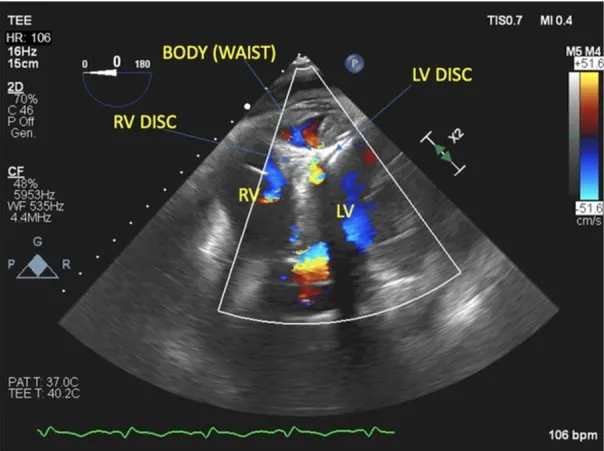 TEE
HR: 106
16Hz
15cm
2D
70%
C 46
P Off
Gen.
CF
48%
5953Hz
WF 535Hz
4.4MHz
G
P R
PAT T: 37.0C
TEE T: 40.2C
0 0 180
BODY (WAIST)
RV DISC
RV
LV
P
LV DISC
X2
TIS0.7 MI 0.4
M5 M4
+51.6
-51.6
cm/s
106 bpm